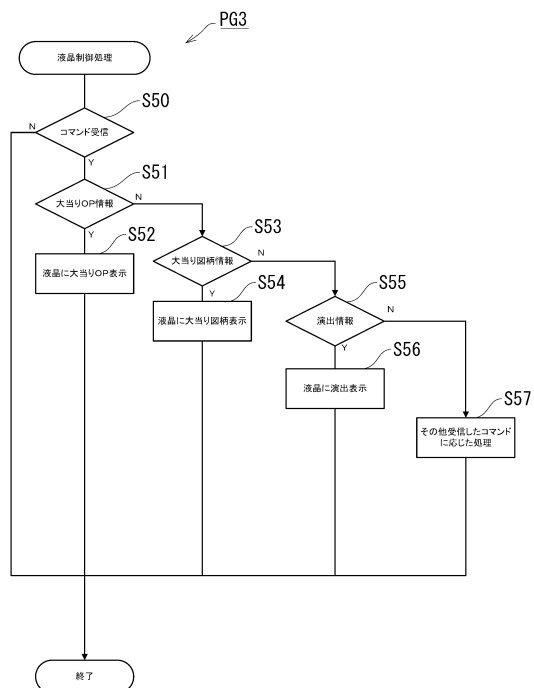 PG3
液晶制御処理
S50
N
コマンド受信
Y
S51
大当りOP情報
N
Y
S52
液晶に大当りOP表示
S53
大当り図柄情報
N
Y
S54
液晶に大当り図柄表示
S55
演出情報
N
Y
S56
液晶に演出表示
S57
その他受信したコマンド
に応じた処理
終了